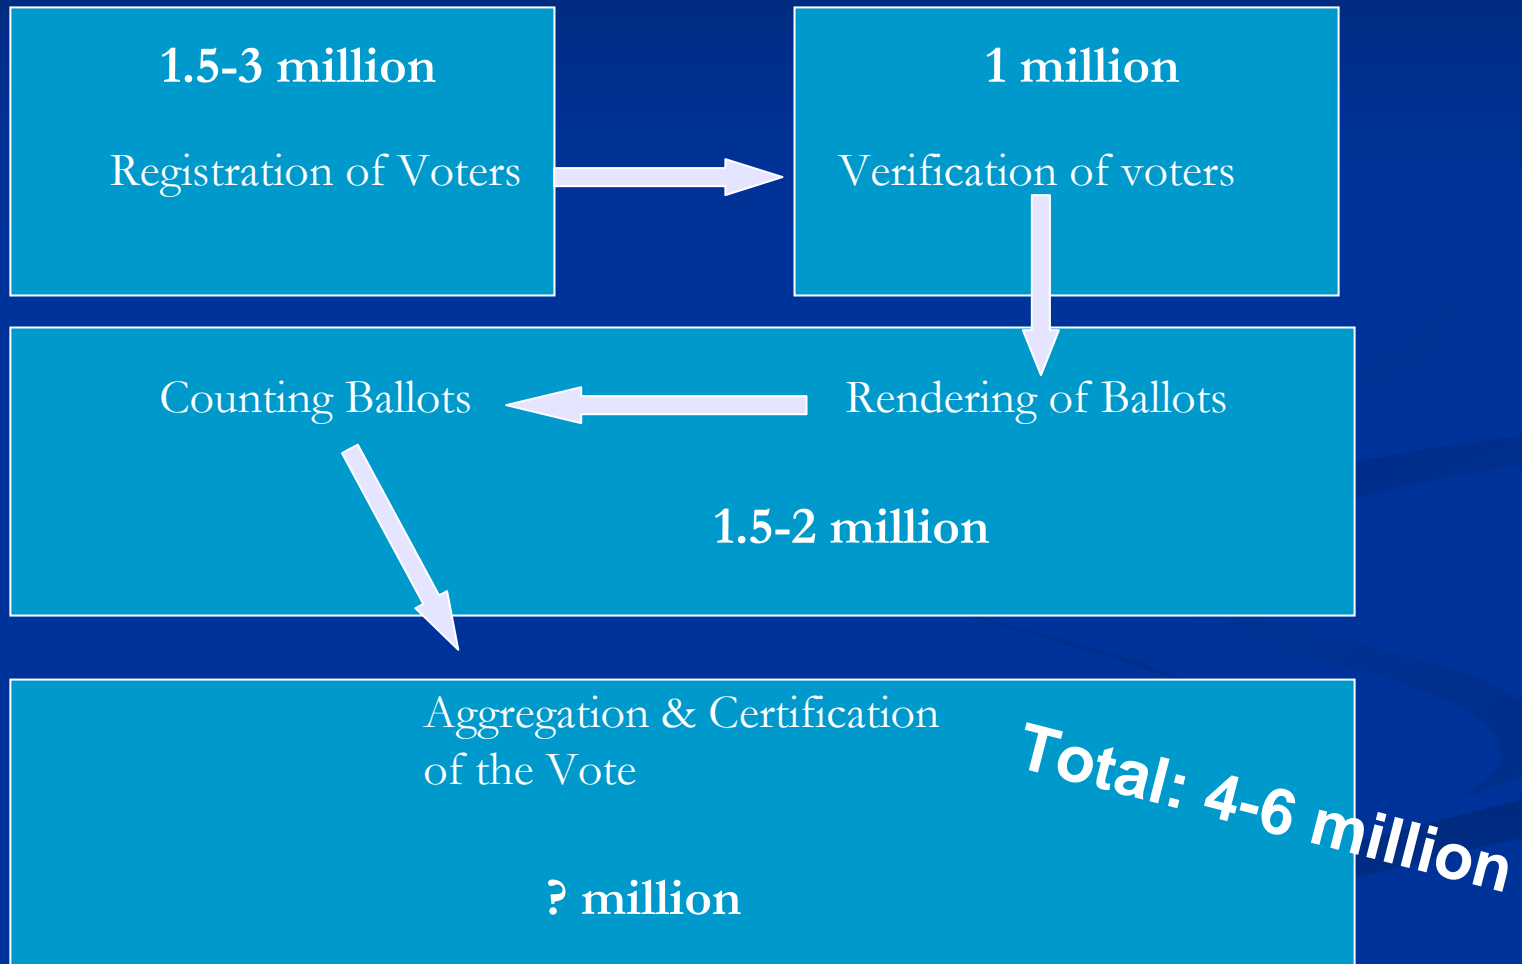 1.5-3 million
Registration of Voters
1 million
Verification of voters
Counting Ballots
Rendering of Ballots
1.5-2 million
Aggregation & Certification
of the Vote
Total: 4-6 million
? million